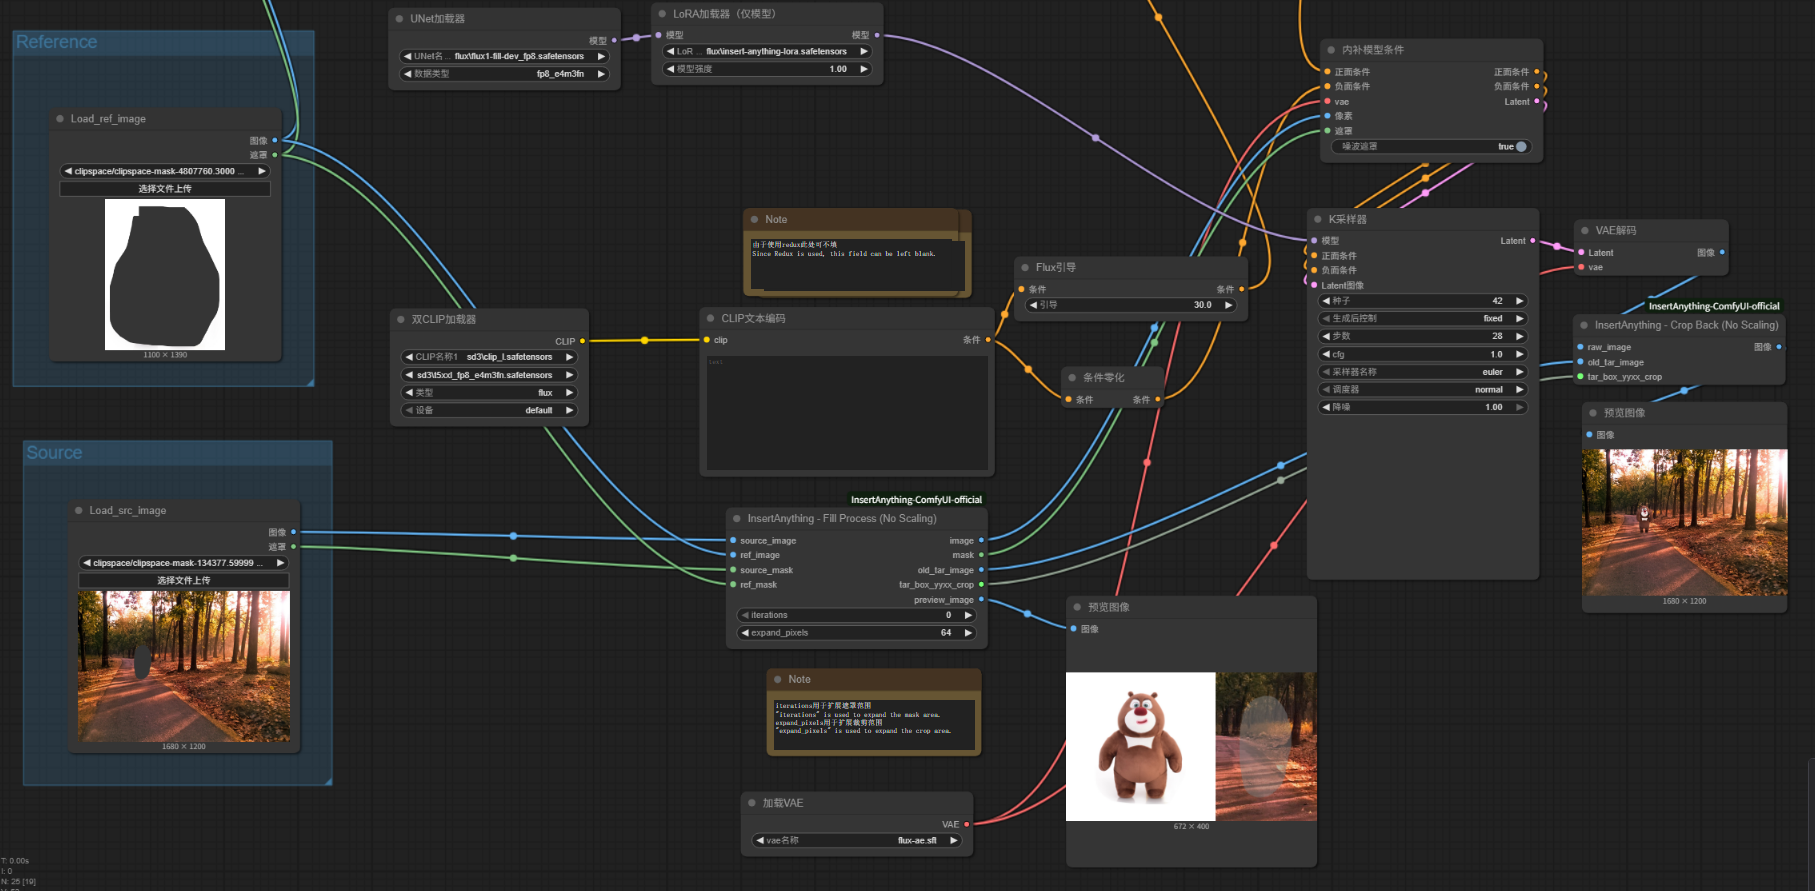 Reference
Load_ref_image
图像
遮罩
clipspace/clipspace-mask-4807760.3000 ...
选择文件上传
1100 × 1390
Source
Load_src_image
图像
遮罩
clipspace/clipspace-mask-134377.59999 ...
选择文件上传
1680 × 1200
UNet加载器
模型
UNet名 ... flux\flux1-fill-dev_fp8.safetensors
数据类型 fp8_e4m3fn
LoRA加载器（仅模型）
模型 模型
LoR ... flux\insert-anything-lora.safetensors
模型强度 1.00
双CLIP加载器
CLIP
CLIP名称1 sd3\clip_l.safetensors
sd3\t5xxl_fp8_e4m3fn.safetensors
类型 flux
设备 default
Note
由于使用redux此处可不填
Since Redux is used, this field can be left blank.
CLIP文本编码
clip 条件
text
Flux引导
条件 条件
引导 30.0
条件零化
条件 条件
InsertAnything-ComfyUI-official
InsertAnything - Fill Process (No Scaling)
source_image image
ref_image mask
source_mask old_tar_image
ref_mask tar_box_yyxx_crop
preview_image
iterations 0
expand_pixels 64
Note
iterations用于扩展遮罩范围
"iterations" is used to expand the mask area.
expand_pixels用于扩展裁剪范围
"expand_pixels" is used to expand the crop area.
加载VAE
VAE
vae名称 flux-ae.sft
预览图像
图像
672 × 400
内补模型条件
正面条件 正面条件
负面条件 负面条件
vae Latent
像素
遮罩
噪波遮罩 true
K采样器
模型 Latent
正面条件
负面条件
Latent图像
种子 42
生成后控制 fixed
步数 28
cfg 1.0
采样器名称 euler
调度器 normal
降噪 1.00
VAE解码
Latent 图像
vae
InsertAnything-ComfyUI-official
InsertAnything - Crop Back (No Scaling)
raw_image 图像
old_tar_image
tar_box_yyxx_crop
预览图像
图像
1680 × 1200
T: 0.00s
I: 0
N: 25 [19]